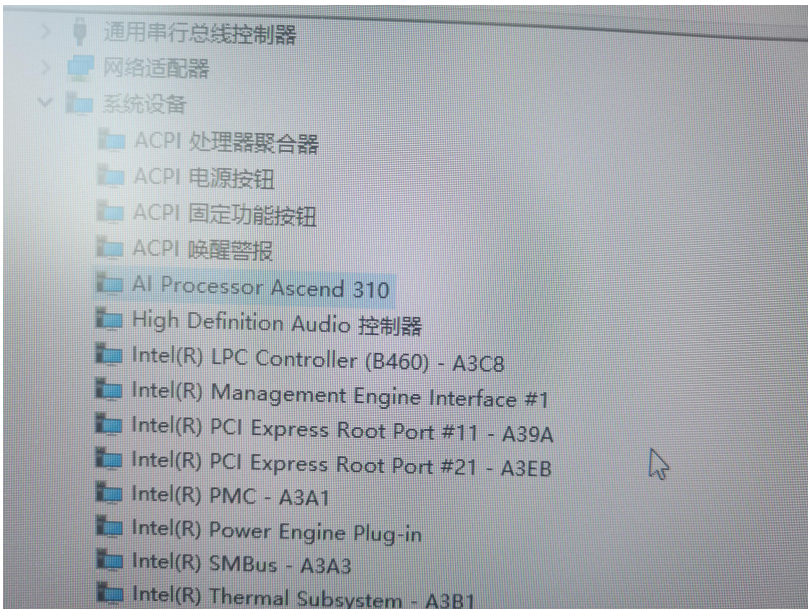 通用串行总线控制器
网络适配器
系统设备
ACPI 处理器聚合器
ACPI 电源按钮
ACPI 固定功能按钮
ACPI 唤醒警报
AI Processor Ascend 310
High Definition Audio 控制器
Intel(R) LPC Controller (B460) - A3C8
Intel(R) Management Engine Interface #1
Intel(R) PCI Express Root Port #11 - A39A
Intel(R) PCI Express Root Port #21 - A3EB
Intel(R) PMC - A3A1
Intel(R) Power Engine Plug-in
Intel(R) SMBus - A3A3
Intel(R) Thermal Subsystem - A3B1